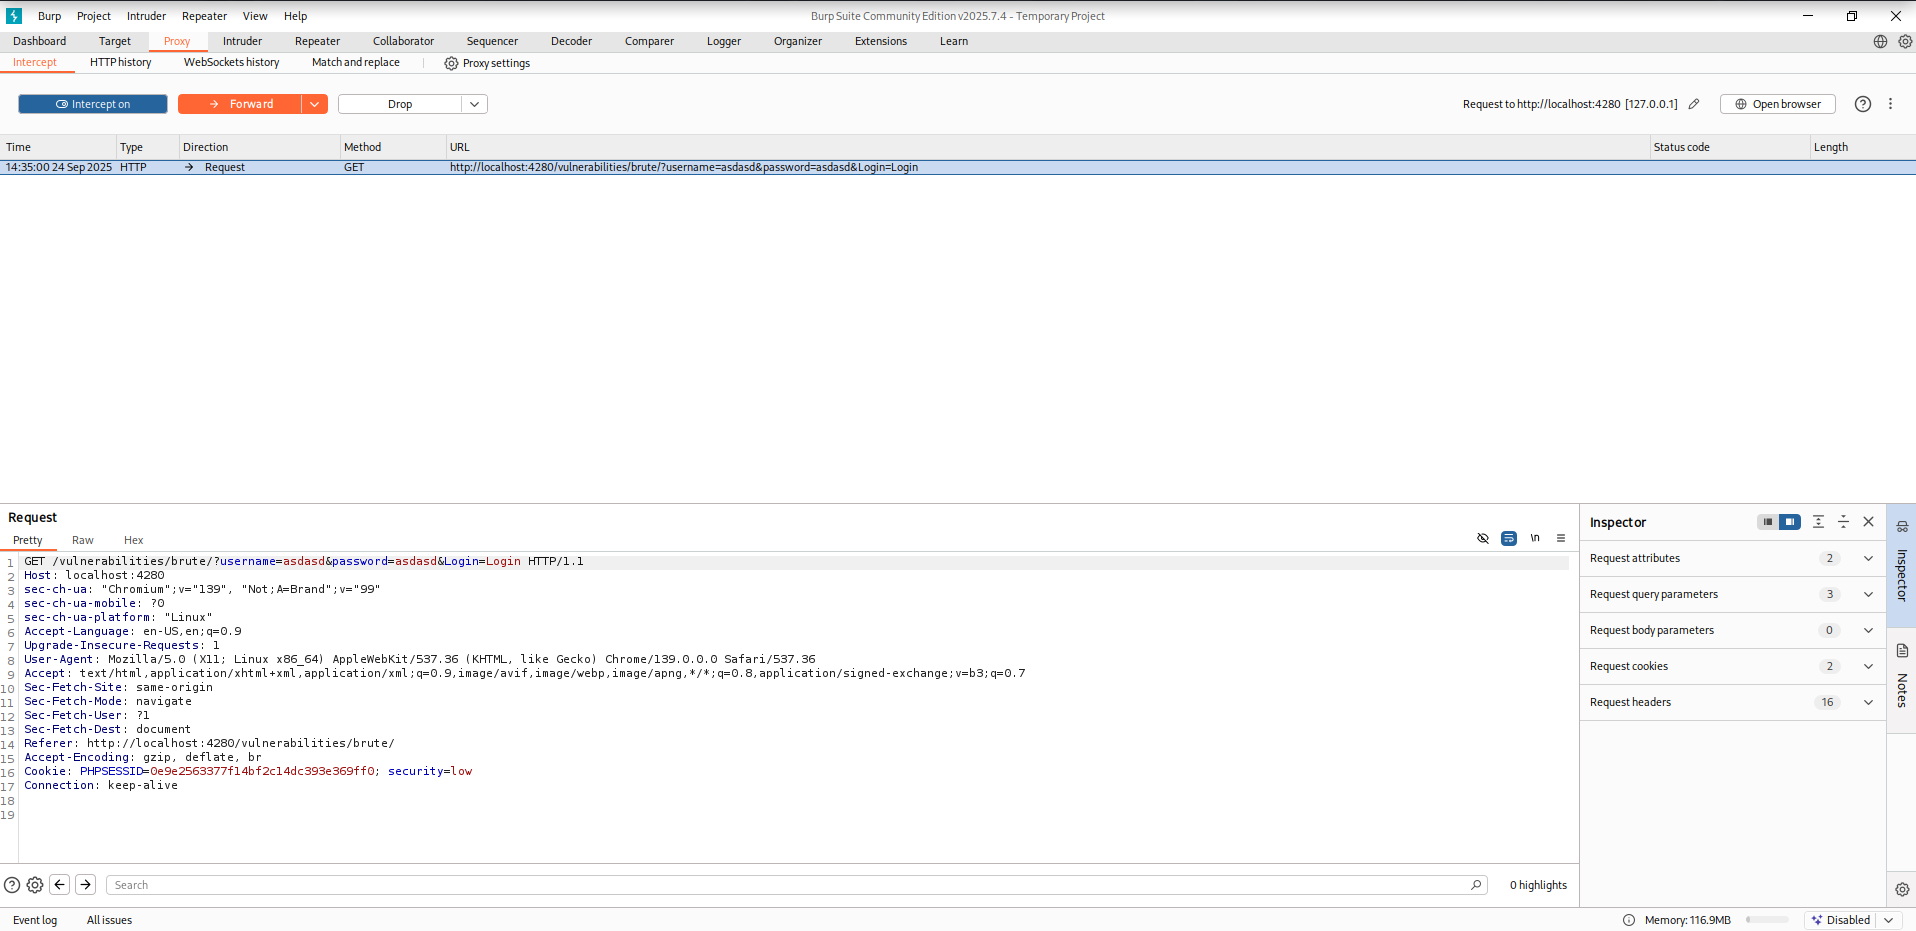 Burp Project Intruder Repeater View Help Burp Suite Community Edition v2025.7.4 - Temporary Project
Dashboard Target Proxy Intruder Repeater Collaborator Sequencer Decoder Comparer Logger Organizer Extensions Learn
Intercept HTTP history WebSockets history Match and replace Proxy settings
Intercept on Forward Drop Request to http://localhost:4280 [127.0.0.1] Open browser
Time Type Direction Method URL Status code Length
14:35:00 24 Sep 2025 HTTP → Request GET http://localhost:4280/vulnerabilities/brute/?username=asdasd&password=asdasd&Login=Login
Request
Pretty Raw Hex \n
1 GET /vulnerabilities/brute/?username=asdasd&password=asdasd&Login=Login HTTP/1.1
2 Host: localhost:4280
3 sec-ch-ua: "Chromium";v="139", "Not;A=Brand";v="99"
4 sec-ch-ua-mobile: ?0
5 sec-ch-ua-platform: "Linux"
6 Accept-Language: en-US,en;q=0.9
7 Upgrade-Insecure-Requests: 1
8 User-Agent: Mozilla/5.0 (X11; Linux x86_64) AppleWebKit/537.36 (KHTML, like Gecko) Chrome/139.0.0.0 Safari/537.36
9 Accept: text/html,application/xhtml+xml,application/xml;q=0.9,image/avif,image/webp,image/apng,*/*;q=0.8,application/signed-exchange;v=b3;q=0.7
10 Sec-Fetch-Site: same-origin
11 Sec-Fetch-Mode: navigate
12 Sec-Fetch-User: ?1
13 Sec-Fetch-Dest: document
14 Referer: http://localhost:4280/vulnerabilities/brute/
15 Accept-Encoding: gzip, deflate, br
16 Cookie: PHPSESSID=0e9e2563377f14bf2c14dc393e369ff0; security=low
17 Connection: keep-alive
18
19
Search 0 highlights
Inspector
Request attributes 2
Request query parameters 3
Request body parameters 0
Request cookies 2
Request headers 16
Inspector
Notes
Event log All issues Memory: 116.9MB Disabled